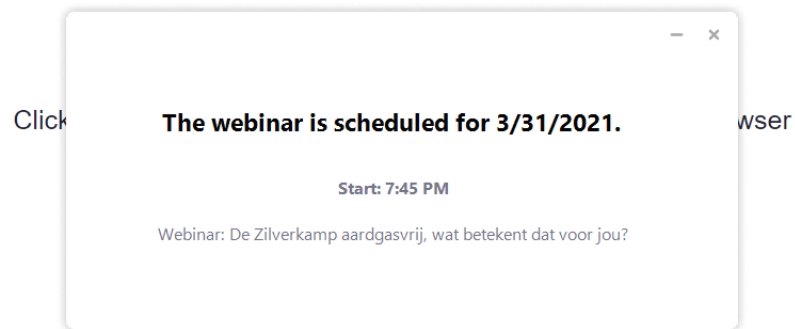 The webinar is scheduled for 3/31/2021.
Click wser
Start: 7:45 PM
Webinar: De Zilverkamp aardgasvrij, wat betekent dat voor jou?